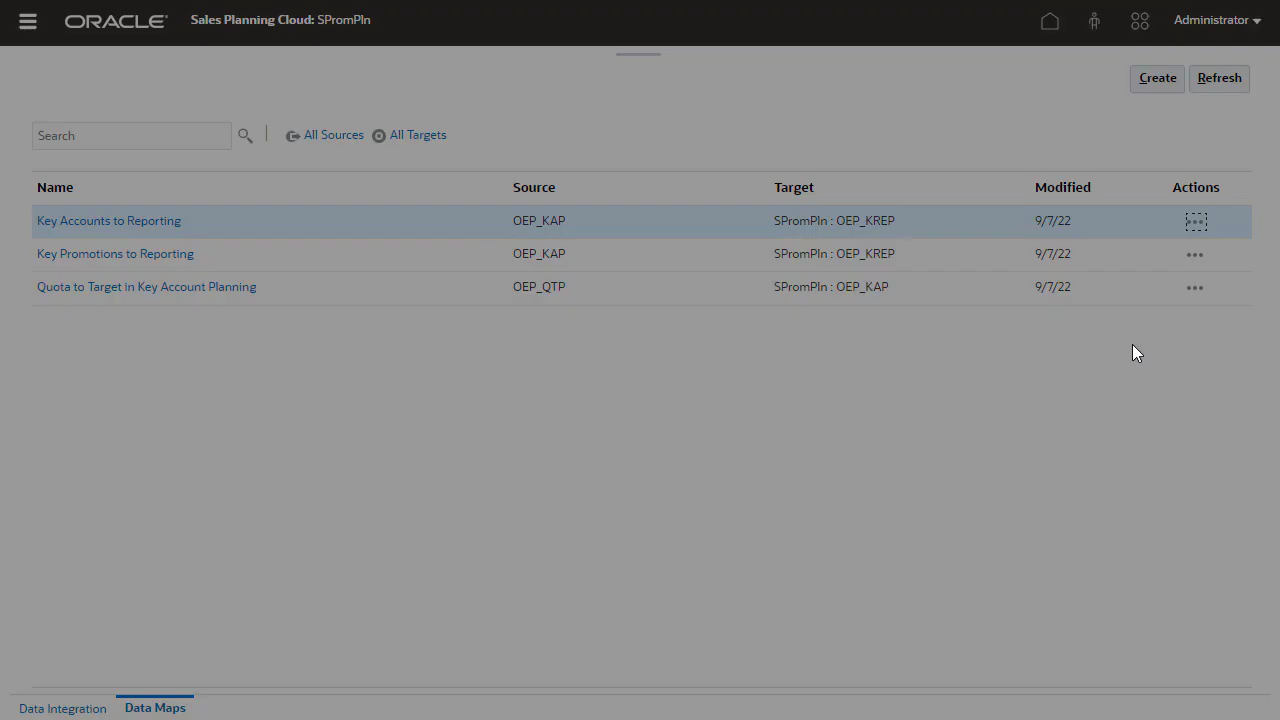 ORACLE Sales Planning Cloud: SPromPln Administrator
Create Refresh
Search All Sources All Targets
Name Source Target Modified Actions
Key Accounts to Reporting OEP_KAP SPromPln : OEP_KREP 9/7/22
Key Promotions to Reporting OEP_KAP SPromPln : OEP_KREP 9/7/22
Quota to Target in Key Account Planning OEP_QTP SPromPln : OEP_KAP 9/7/22
Data Integration Data Maps